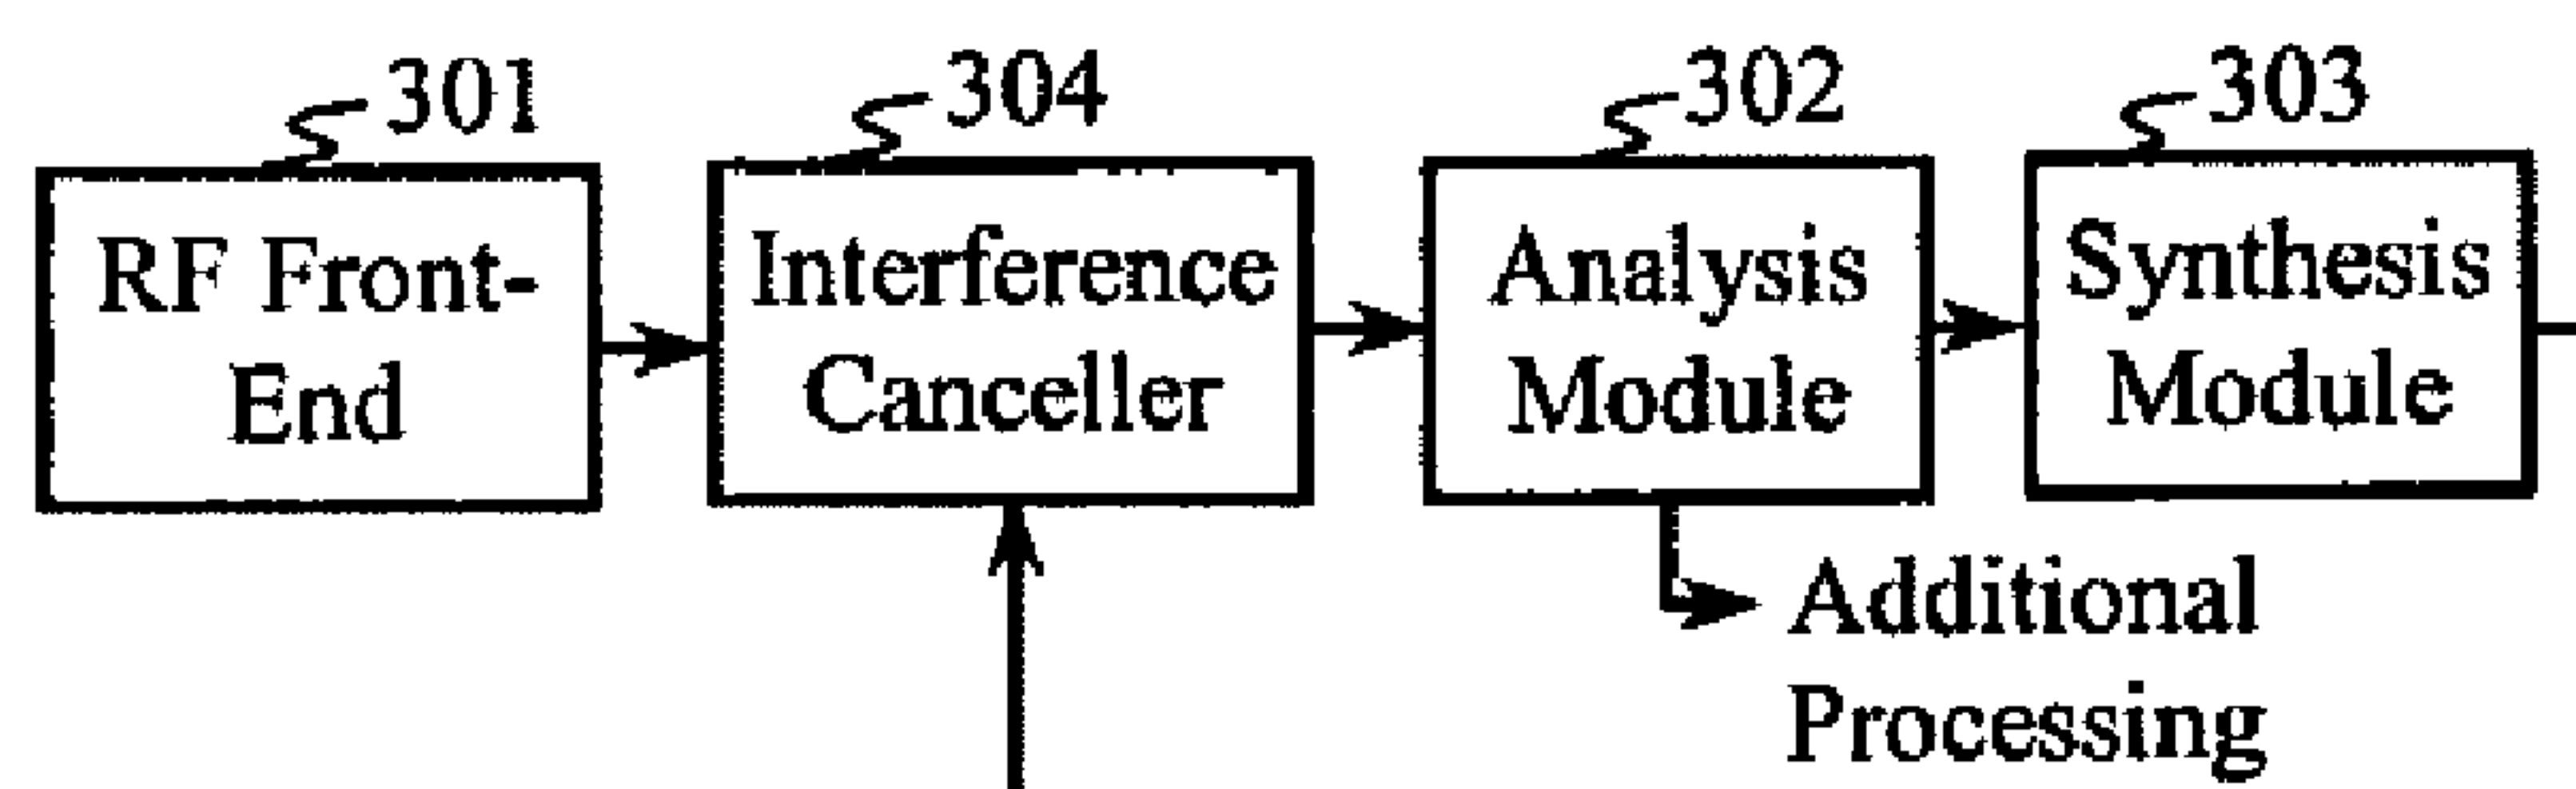 301
304
302
303
RF Front-
End
Interference
Canceller
Analysis
Module
Synthesis
Module
Additional
Processing